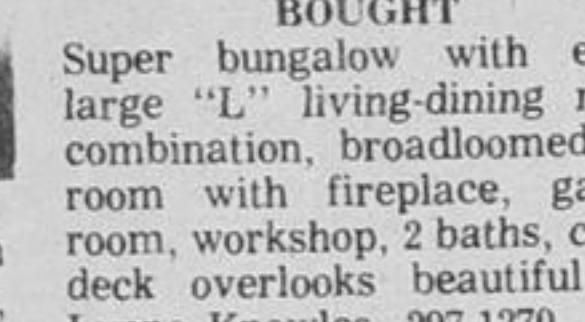 BOUGHT
Super bungalow with
large “L” living-dining
combination, broadloomed
room with fireplace,
room, workshop, 2 baths,
deck overlooks beautiful